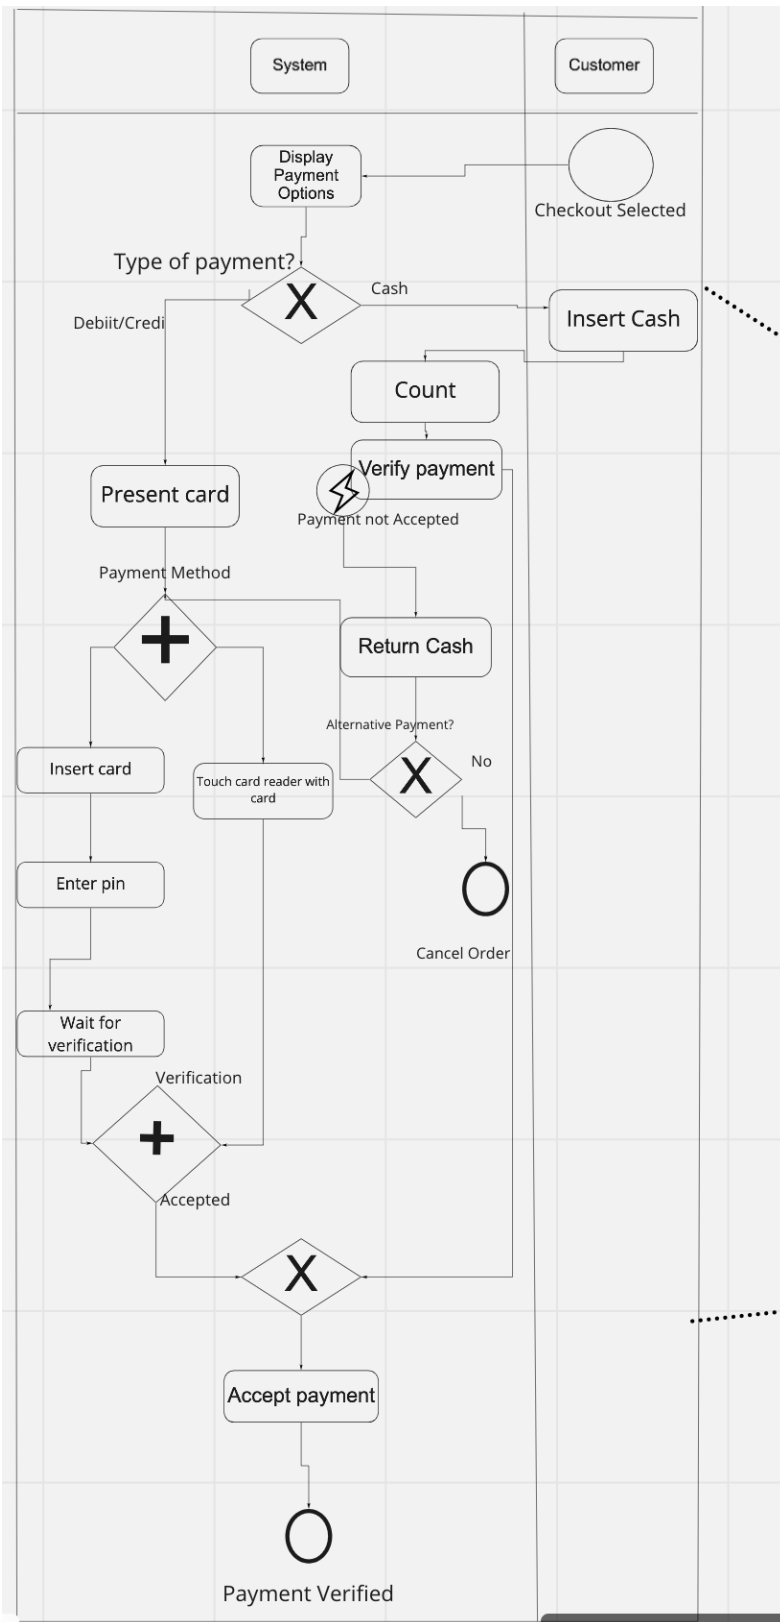 System
Customer
Display
Payment
Options
Checkout Selected
Type of payment?
X
Cash
Debiit/Credi
Insert Cash
Count
Verify payment
Present card
Payment not Accepted
Payment Method
Return Cash
Alternative Payment?
X
No
Insert card
Touch card reader with
card
Enter pin
Cancel Order
Wait for
verification
Verification
Accepted
X
Accept payment
Payment Verified